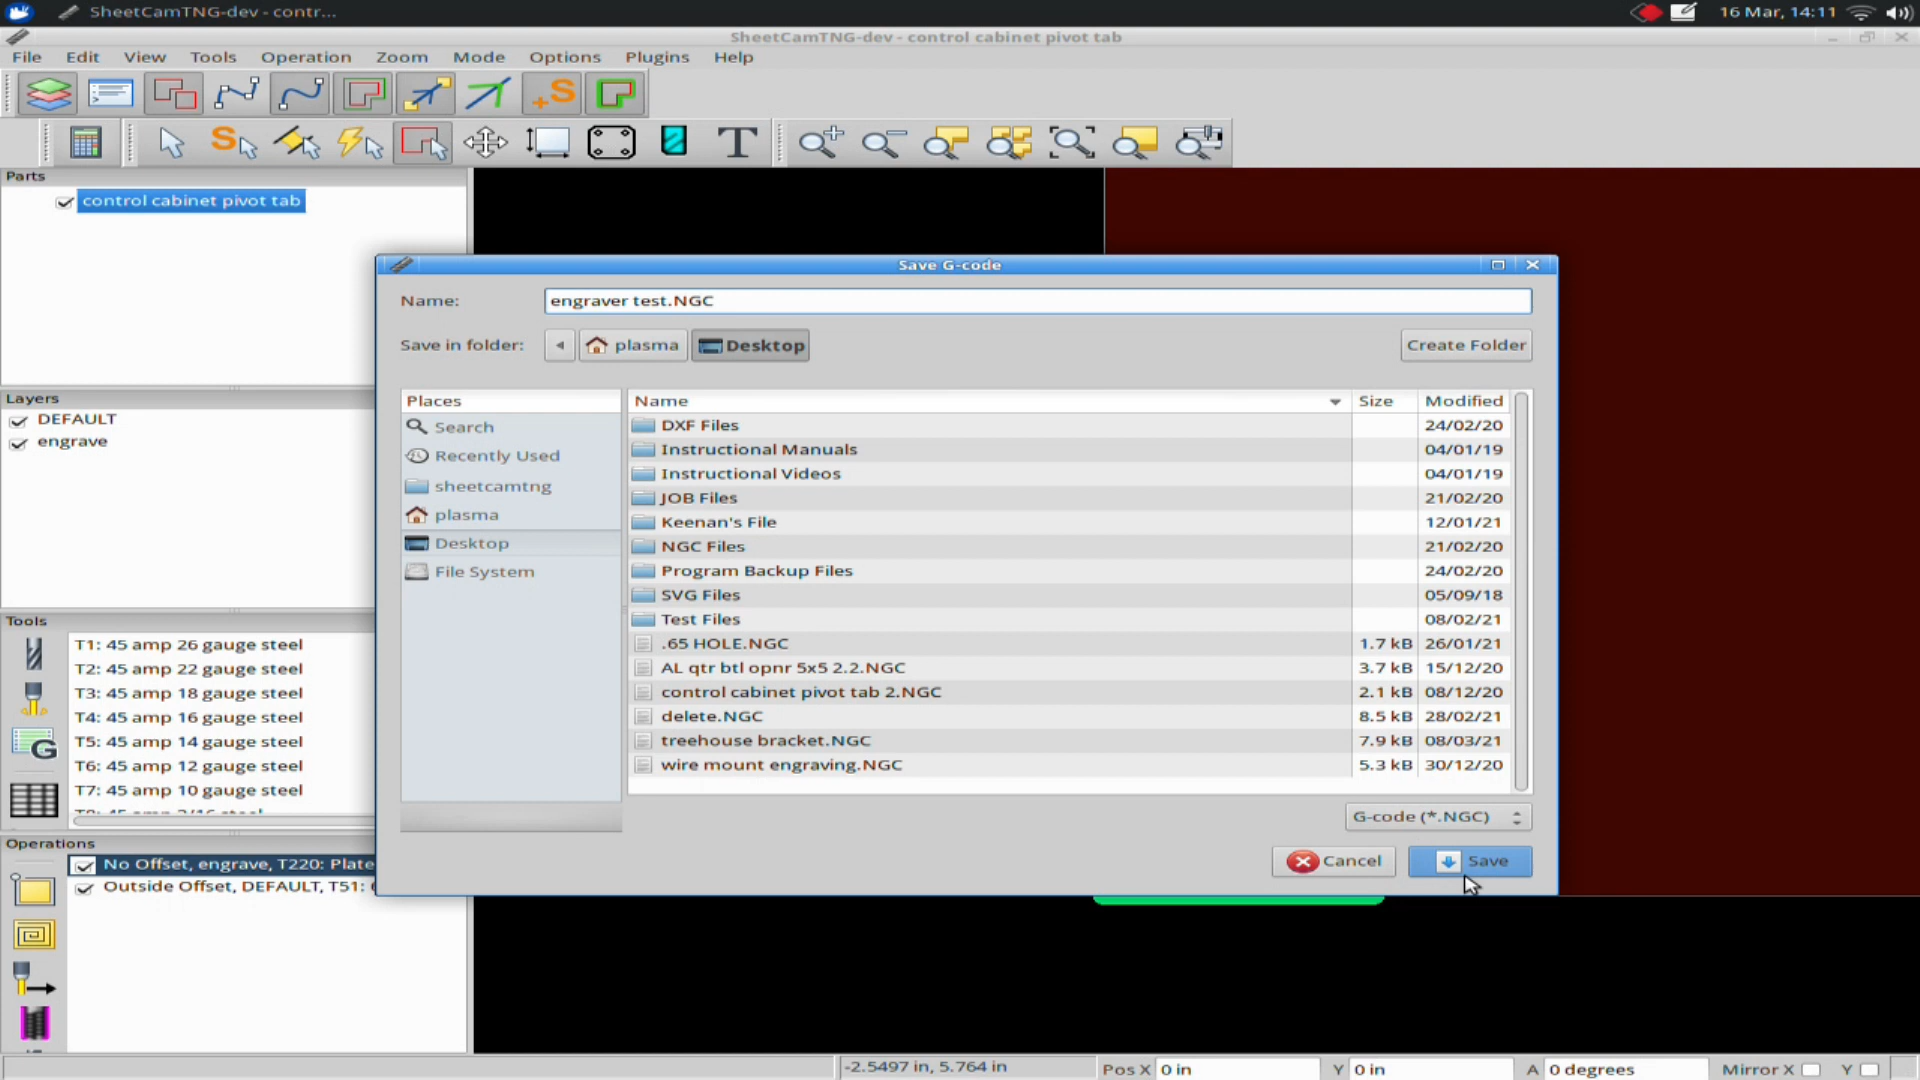 SheetCamTNG-dev - contr...
16 Mar, 14:11
SheetCamTNG-dev - control cabinet pivot tab
File Edit View Tools Operation Zoom Mode Options Plugins Help
Parts
control cabinet pivot tab
Layers
DEFAULT
engrave
Tools
T1: 45 amp 26 gauge steel
T2: 45 amp 22 gauge steel
T3: 45 amp 18 gauge steel
T4: 45 amp 16 gauge steel
T5: 45 amp 14 gauge steel
T6: 45 amp 12 gauge steel
T7: 45 amp 10 gauge steel
Operations
No Offset, engrave, T220: Plate
Outside Offset, DEFAULT, T51:
Save G-code
Name: engraver test.NGC
Save in folder: plasma Desktop Create Folder
Places
Search
Recently Used
sheetcamtng
plasma
Desktop
File System
Name Size Modified
DXF Files 24/02/20
Instructional Manuals 04/01/19
Instructional Videos 04/01/19
JOB Files 21/02/20
Keenan's File 12/01/21
NGC Files 21/02/20
Program Backup Files 24/02/20
SVG Files 05/09/18
Test Files 08/02/21
.65 HOLE.NGC 1.7 kB 26/01/21
AL qtr btl opnr 5x5 2.2.NGC 3.7 kB 15/12/20
control cabinet pivot tab 2.NGC 2.1 kB 08/12/20
delete.NGC 8.5 kB 28/02/21
treehouse bracket.NGC 7.9 kB 08/03/21
wire mount engraving.NGC 5.3 kB 30/12/20
G-code (*.NGC)
Cancel Save
-2.5497 in, 5.764 in Pos X 0 in Y 0 in A 0 degrees Mirror X Y